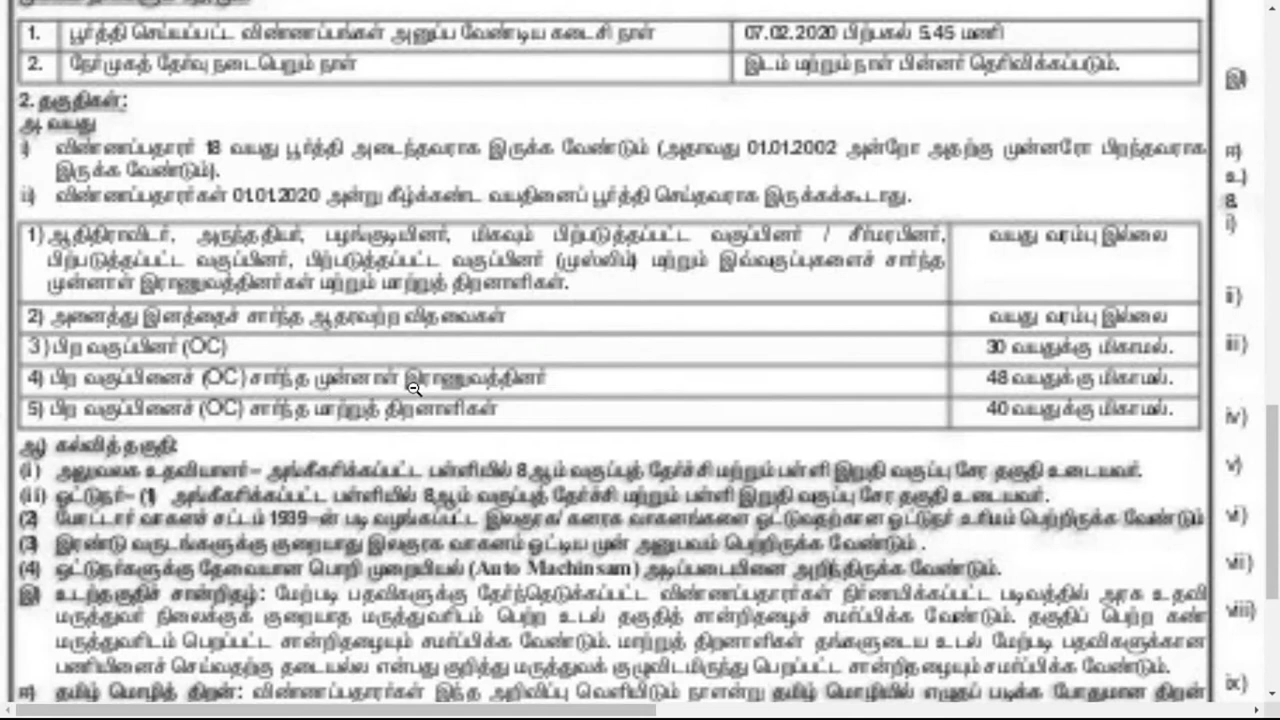 1. பூர்த்தி செய்யப்பட்ட விண்ணப்பங்கள் அனுப்ப வேண்டிய கடைசி நாள் 07.02.2020 பிற்பகல் 5.45 மணி
2. நேர்முகத் தேர்வு நடைபெறும் நாள் இடம் மற்றும் நாள் பின்னர் தெரிவிக்கப்படும்.
இ)
2. தகுதிகள்:
அ. வயது
i) விண்ணப்பதாரர் 18 வயது பூர்த்தி அடைந்தவராக இருக்க வேண்டும் (அதாவது 01.01.2002 அன்றோ அதற்கு முன்னரோ பிறந்தவராக
ஈ)
இருக்க வேண்டும்).
உ)
ii) விண்ணப்பதாரர்கள் 01.01.2020 அன்று கீழ்க்கண்ட வயதினைப் பூர்த்தி செய்தவராக இருக்கக்கூடாது.
8.
i)
1) ஆதிதிராவிடர், அருந்ததியர், பழங்குடியினர், மிகவும் பிற்படுத்தப்பட்ட வகுப்பினர் / சீர்மரபினர், வயது வரம்பு இல்லை
பிற்படுத்தப்பட்ட வகுப்பினர், பிற்படுத்தப்பட்ட வகுப்பினர் (முஸ்லிம்) மற்றும் இவ்வகுப்புகளைச் சார்ந்த
முன்னாள் இராணுவத்தினர்கள் மற்றும் மாற்றுத் திறனாளிகள்.
ii)
2) அனைத்து இனத்தைச் சார்ந்த ஆதரவற்ற விதவைகள் வயது வரம்பு இல்லை
3) பிற வகுப்பினர் (OC) 30 வயதுக்கு மிகாமல்.
iii)
4) பிற வகுப்பினைச் (OC) சார்ந்த முன்னாள் இராணுவத்தினர் 48 வயதுக்கு மிகாமல்.
5) பிற வகுப்பினைச் (OC) சார்ந்த மாற்றுத் திறனாளிகள் 40 வயதுக்கு மிகாமல்.
iv)
ஆ) கல்வித் தகுதி:
(i) அலுவலக உதவியாளர்– அங்கீகரிக்கப்பட்ட பள்ளியில் 8ஆம் வகுப்புத் தேர்ச்சி மற்றும் பள்ளி இறுதி வகுப்பு சேர தகுதி உடையவர்.
v)
(ii) ஓட்டுநர்– (1) அங்கீகரிக்கப்பட்ட பள்ளியில் 8ஆம் வகுப்புத் தேர்ச்சி மற்றும் பள்ளி இறுதி வகுப்பு சேர தகுதி உடையவர்.
(2) மோட்டார் வாகனச் சட்டம் 1939–ன் படி வழங்கப்பட்ட இலகுரக/ கனரக வாகனங்களை ஓட்டுவதற்கான ஓட்டுநர் உரிமம் பெற்றிருக்க வேண்டும்
vi)
(3) இரண்டு வருடங்களுக்கு குறையாது இலகுரக வாகனம் ஓட்டிய முன் அனுபவம் பெற்றிருக்க வேண்டும் .
(4) ஓட்டுநர்களுக்கு தேவையான பொறி முறையியல் (Auto Machinsam) அடிப்படையினை அறிந்திருக்க வேண்டும்.
vii)
இ) உடற்தகுதிச் சான்றிதழ்: மேற்படி பதவிகளுக்கு தேர்ந்தெடுக்கப்பட்ட விண்ணப்பதாரர்கள் நிர்ணயிக்கப்பட்ட படிவத்தில் அரசு உதவி
viii)
மருத்துவர் நிலைக்குக் குறையாத மருத்துவரிடம் பெற்ற உடல் தகுதித் சான்றிதழைச் சமர்ப்பிக்க வேண்டும். தகுதிப் பெற்ற கண்
மருத்துவரிடம் பெறப்பட்ட சான்றிதழையும் சமர்ப்பிக்க வேண்டும். மாற்றுத் திறனாளிகள் தங்களுடைய உடல் மேற்படி பதவிகளுக்கான
பணியினைச் செய்வதற்கு தடையல்ல என்பது குறித்து மருத்துவக் குழுவிடமிருந்து பெறப்பட்ட சான்றிதழையும் சமர்ப்பிக்க வேண்டும்.
ix)
ஈ) தமிழ் மொழித் திறன்: விண்ணப்பதாரர்கள் இந்த அறிவிப்பு வெளியிடும் நாளன்று தமிழ் மொழியில் எழுதப் படிக்க போதுமான திறன்